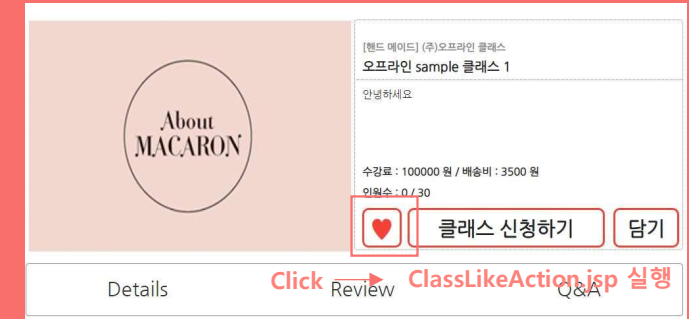 About
MACARON
[핸드 메이드] (주)오프라인 클래스
오프라인 sample 클래스 1
안녕하세요
수강료 : 100000 원 / 배송비 : 3500 원
인원수 : 0 / 30
클래스 신청하기
담기
Click
ClassLikeAction.jsp 실행
Details
Review
Q&A